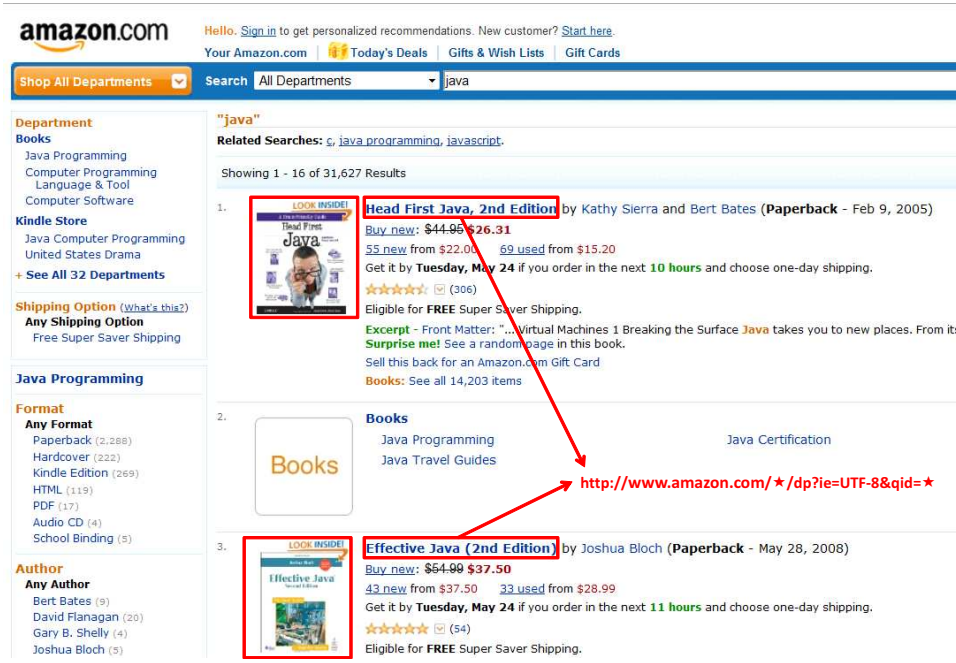 amazon.com
Hello. Sign in to get personalized recommendations. New customer? Start here.
Your Amazon.com | Today's Deals | Gifts & Wish Lists | Gift Cards
Shop All Departments
Search All Departments java
Department
Books
Java Programming
Computer Programming
Language & Tool
Computer Software
Kindle Store
Java Computer Programming
United States Drama
+ See All 32 Departments
Shipping Option (What's this?)
Any Shipping Option
Free Super Saver Shipping
Java Programming
Format
Any Format
Paperback (2,288)
Hardcover (222)
Kindle Edition (269)
HTML (119)
PDF (17)
Audio CD (4)
School Binding (5)
Author
Any Author
Bert Bates (9)
David Flanagan (20)
Gary B. Shelly (4)
Joshua Bloch (5)
"java"
Related Searches: c, java programming, javascript.
Showing 1 - 16 of 31,627 Results
1.
LOOK INSIDE!
Head First
Java
Head First Java, 2nd Edition by Kathy Sierra and Bert Bates (Paperback - Feb 9, 2005)
Buy new: $44.95 $26.31
55 new from $22.00 69 used from $15.20
Get it by Tuesday, May 24 if you order in the next 10 hours and choose one-day shipping.
(306)
Eligible for FREE Super Saver Shipping.
Excerpt - Front Matter: "... Virtual Machines 1 Breaking the Surface Java takes you to new places. From its
Surprise me! See a random page in this book.
Sell this back for an Amazon.com Gift Card
Books: See all 14,203 items
2.
Books
Books
Java Programming Java Certification
Java Travel Guides
http://www.amazon.com/★/dp?ie=UTF-8&qid=★
3.
LOOK INSIDE!
Effective Java
Second Edition
Effective Java (2nd Edition) by Joshua Bloch (Paperback - May 28, 2008)
Buy new: $54.99 $37.50
43 new from $37.50 33 used from $28.99
Get it by Tuesday, May 24 if you order in the next 11 hours and choose one-day shipping.
(54)
Eligible for FREE Super Saver Shipping.